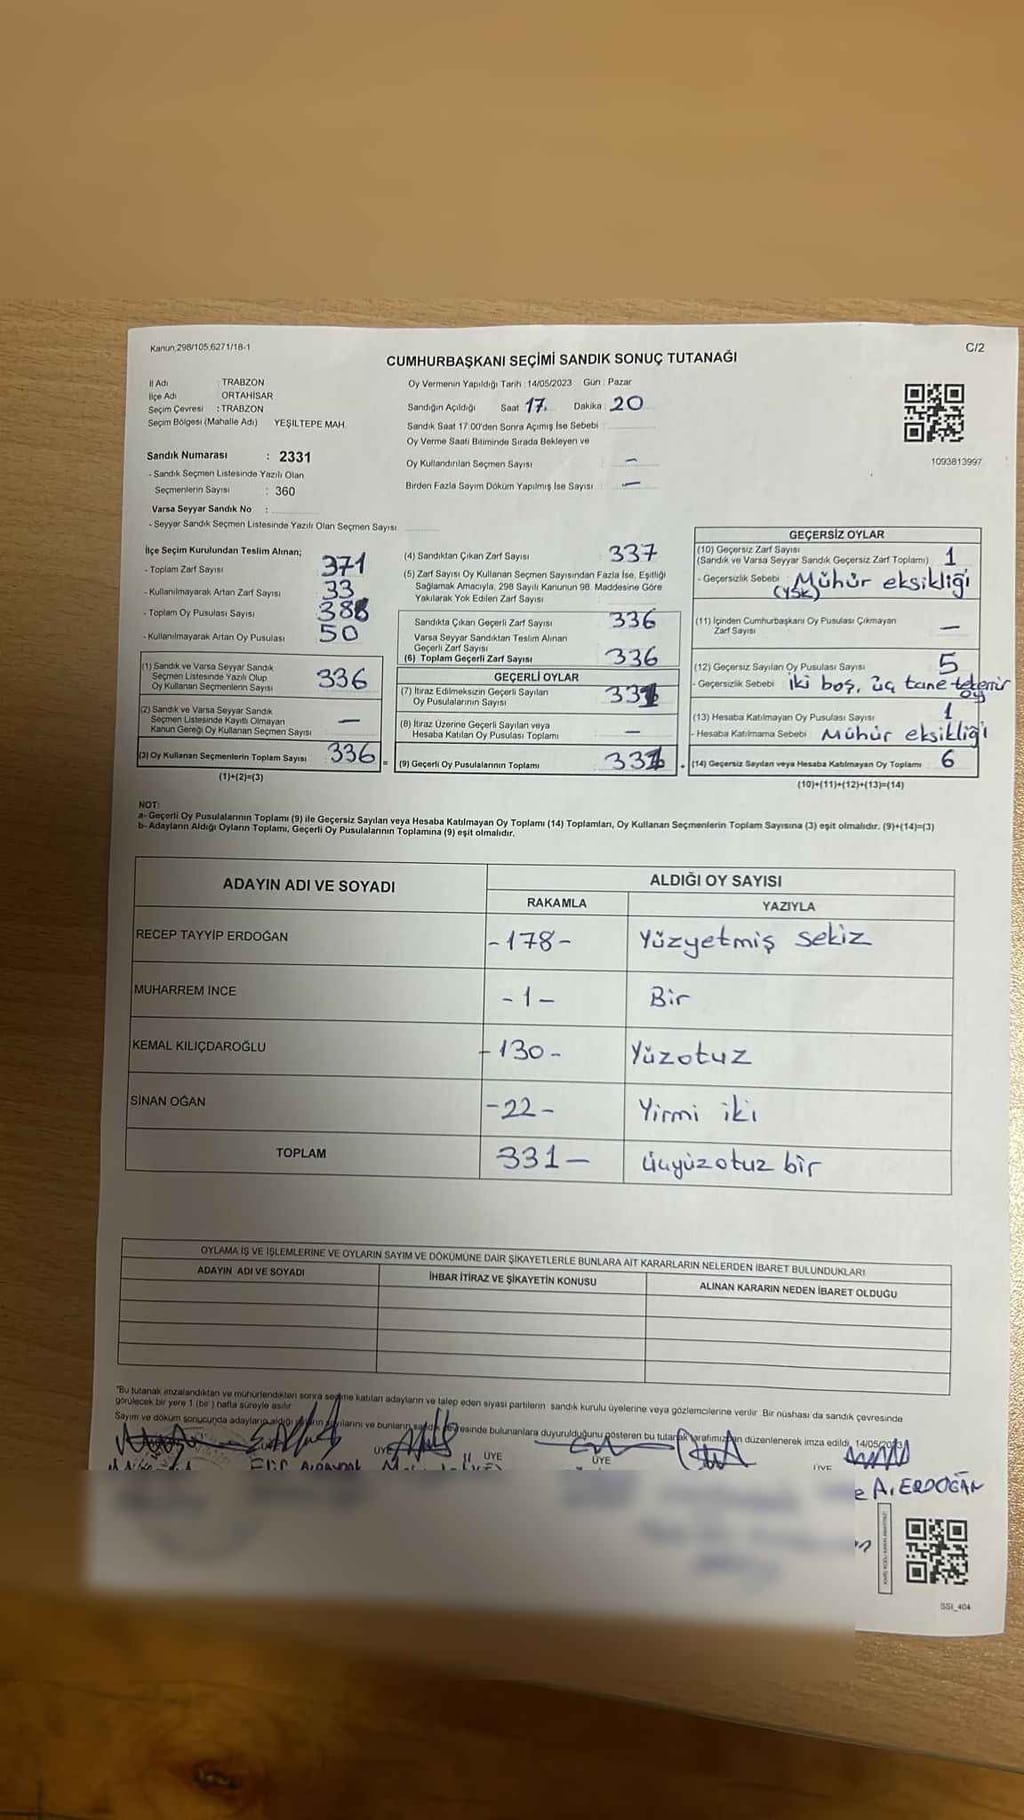 Kanun;298/105,6271/18-1
C/2
CUMHURBAŞKANI SEÇİMİ SANDIK SONUÇ TUTANAĞI
İl Adı : TRABZON
İlçe Adı : ORTAHİSAR
Seçim Çevresi : TRABZON
Seçim Bölgesi (Mahalle Adı) YEŞİLTEPE MAH.
Sandık Numarası : 2331
- Sandık Seçmen Listesinde Yazılı Olan
Seçmenlerin Sayısı : 360
Varsa Seyyar Sandık No :
- Seyyar Sandık Seçmen Listesinde Yazılı Olan Seçmen Sayısı
Oy Vermenin Yapıldığı Tarih : 14/05/2023 Gün : Pazar
Sandığın Açıldığı Saat 17. Dakika 20
Sandık Saat 17:00'den Sonra Açımış İse Sebebi :
Oy Verme Saati Bitiminde Sırada Bekleyen ve
Oy Kullandırılan Seçmen Sayısı : —
Birden Fazla Sayım Döküm Yapılmış İse Sayısı : —
1093813997
İlçe Seçim Kurulundan Teslim Alınan;
- Toplam Zarf Sayısı 371
- Kullanılmayarak Artan Zarf Sayısı 33
- Toplam Oy Pusulası Sayısı
- Kullanılmayarak Artan Oy Pusulası 50
(1) Sandık ve Varsa Seyyar Sandık
Seçmen Listesinde Yazılı Olup
Oy Kullanan Seçmenlerin Sayısı 336
(2) Sandık ve Varsa Seyyar Sandık
Seçmen Listesinde Kayıtlı Olmayan
Kanun Gereği Oy Kullanan Seçmen Sayısı —
(3) Oy Kullanan Seçmenlerin Toplam Sayısı 336 =
(1)+(2)=(3)
(4) Sandıktan Çıkan Zarf Sayısı 337
(5) Zarf Sayısı Oy Kullanan Seçmen Sayısından Fazla İse, Eşitliği
Sağlamak Amacıyla, 298 Sayılı Kanunun 98. Maddesine Göre
Yakılarak Yok Edilen Zarf Sayısı
Sandıkta Çıkan Geçerli Zarf Sayısı 336
Varsa Seyyar Sandıktan Teslim Alınan
Geçerli Zarf Sayısı
(6) Toplam Geçerli Zarf Sayısı 336
GEÇERLİ OYLAR
(7) İtiraz Edilmeksizin Geçerli Sayılan
Oy Pusulalarının Sayısı 331
(8) İtiraz Üzerine Geçerli Sayılan veya
Hesaba Katılan Oy Pusulası Toplamı —
(9) Geçerli Oy Pusulalarının Toplamı 331
GEÇERSİZ OYLAR
(10) Geçersiz Zarf Sayısı
(Sandık ve Varsa Seyyar Sandık Geçersiz Zarf Toplamı) 1
- Geçersizlik Sebebi : Mühür eksikliği
(YSK)
(11) İçinden Cumhurbaşkanı Oy Pusulası Çıkmayan
Zarf Sayısı —
(12) Geçersiz Sayılan Oy Pusulası Sayısı 5
- Geçersizlik Sebebi iki boş, üç tane tekerrür
oy
(13) Hesaba Katılmayan Oy Pusulası Sayısı 1
- Hesaba Katılmama Sebebi Mühür eksikliği
(14) Geçersiz Sayılan veya Hesaba Katılmayan Oy Toplamı 6
(10)+(11)+(12)+(13)=(14)
NOT:
a- Geçerli Oy Pusulalarının Toplamı (9) ile Geçersiz Sayılan veya Hesaba Katılmayan Oy Toplamı (14) Toplamları, Oy Kullanan Seçmenlerin Toplam Sayısına (3) eşit olmalıdır. (9)+(14)=(3)
b- Adayların Aldığı Oyların Toplamı, Geçerli Oy Pusulalarının Toplamına (9) eşit olmalıdır.
ADAYIN ADI VE SOYADI
ALDIĞI OY SAYISI
RAKAMLA YAZIYLA
RECEP TAYYİP ERDOĞAN -178- Yüzyetmiş sekiz
MUHARREM İNCE -1- Bir
KEMAL KILIÇDAROĞLU -130- Yüzotuz
SİNAN OĞAN -22- Yirmi iki
TOPLAM 331- Üçyüzotuz bir
OYLAMA İŞ VE İŞLEMLERİNE VE OYLARIN SAYIM VE DÖKÜMÜNE DAİR ŞİKAYETLERLE BUNLARA AİT KARARLARIN NELERDEN İBARET BULUNDUKLARI
ADAYIN ADI VE SOYADI İHBAR İTİRAZ VE ŞİKAYETİN KONUSU ALINAN KARARIN NEDEN İBARET OLDUĞU
"Bu tutanak imzalandıktan ve mühürlendikten sonra seçime katılan adayların ve talep eden siyasi partilerin sandık kurulu üyelerine veya gözlemcilerine verilir. Bir nüshası da sandık çevresinde
görülecek bir yere 1 (bir) hafta süreyle asılır
Sayım ve döküm sonucunda adayların aldığı oyların sayılarını ve bunların sandık çevresinde bulunanlara duyurulduğunu gösteren bu tutanak tarafımızdan düzenlenerek imza edildi. 14/05/2023
ÜYE ÜYE ÜYE ÜYE
A. ERDOĞAN
SSI_404